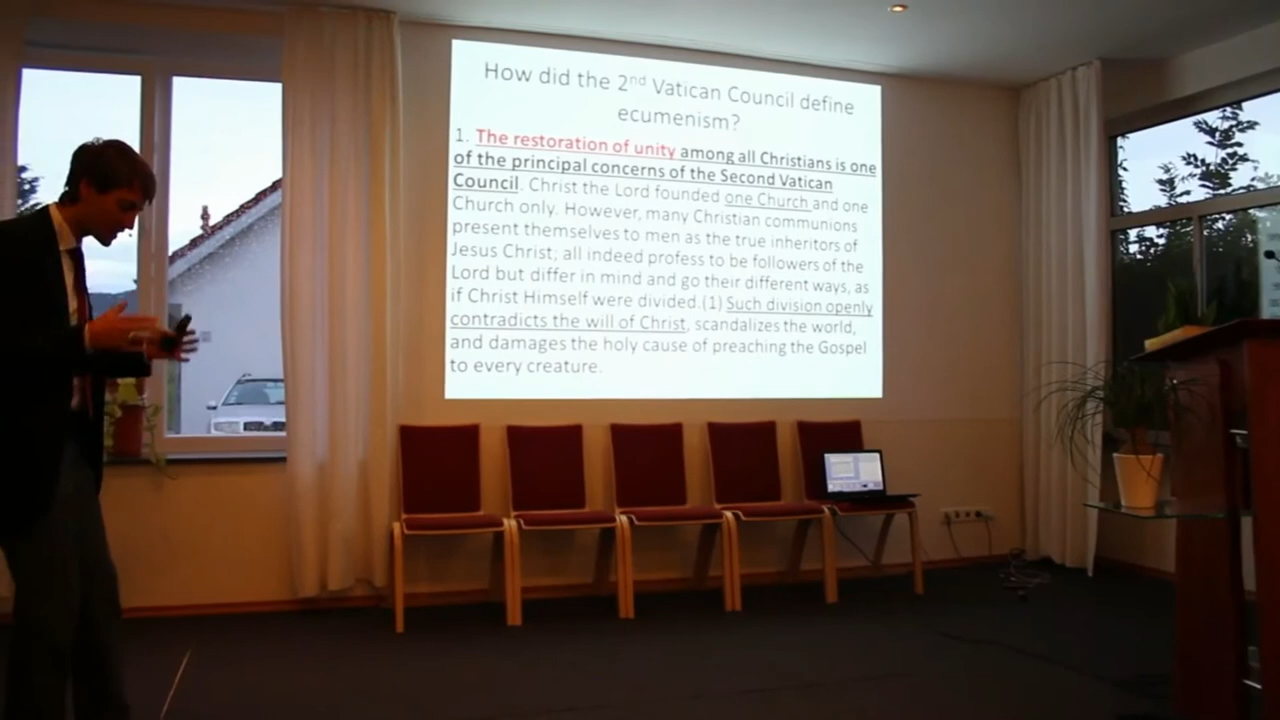 How did the 2nd Vatican Council define
ecumenism?
1. The restoration of unity among all Christians is one
of the principal concerns of the Second Vatican
Council. Christ the Lord founded one Church and one
Church only. However, many Christian communions
present themselves to men as the true inheritors of
Jesus Christ; all indeed profess to be followers of the
Lord but differ in mind and go their different ways, as
if Christ Himself were divided.(1) Such division openly
contradicts the will of Christ, scandalizes the world,
and damages the holy cause of preaching the Gospel
to every creature.